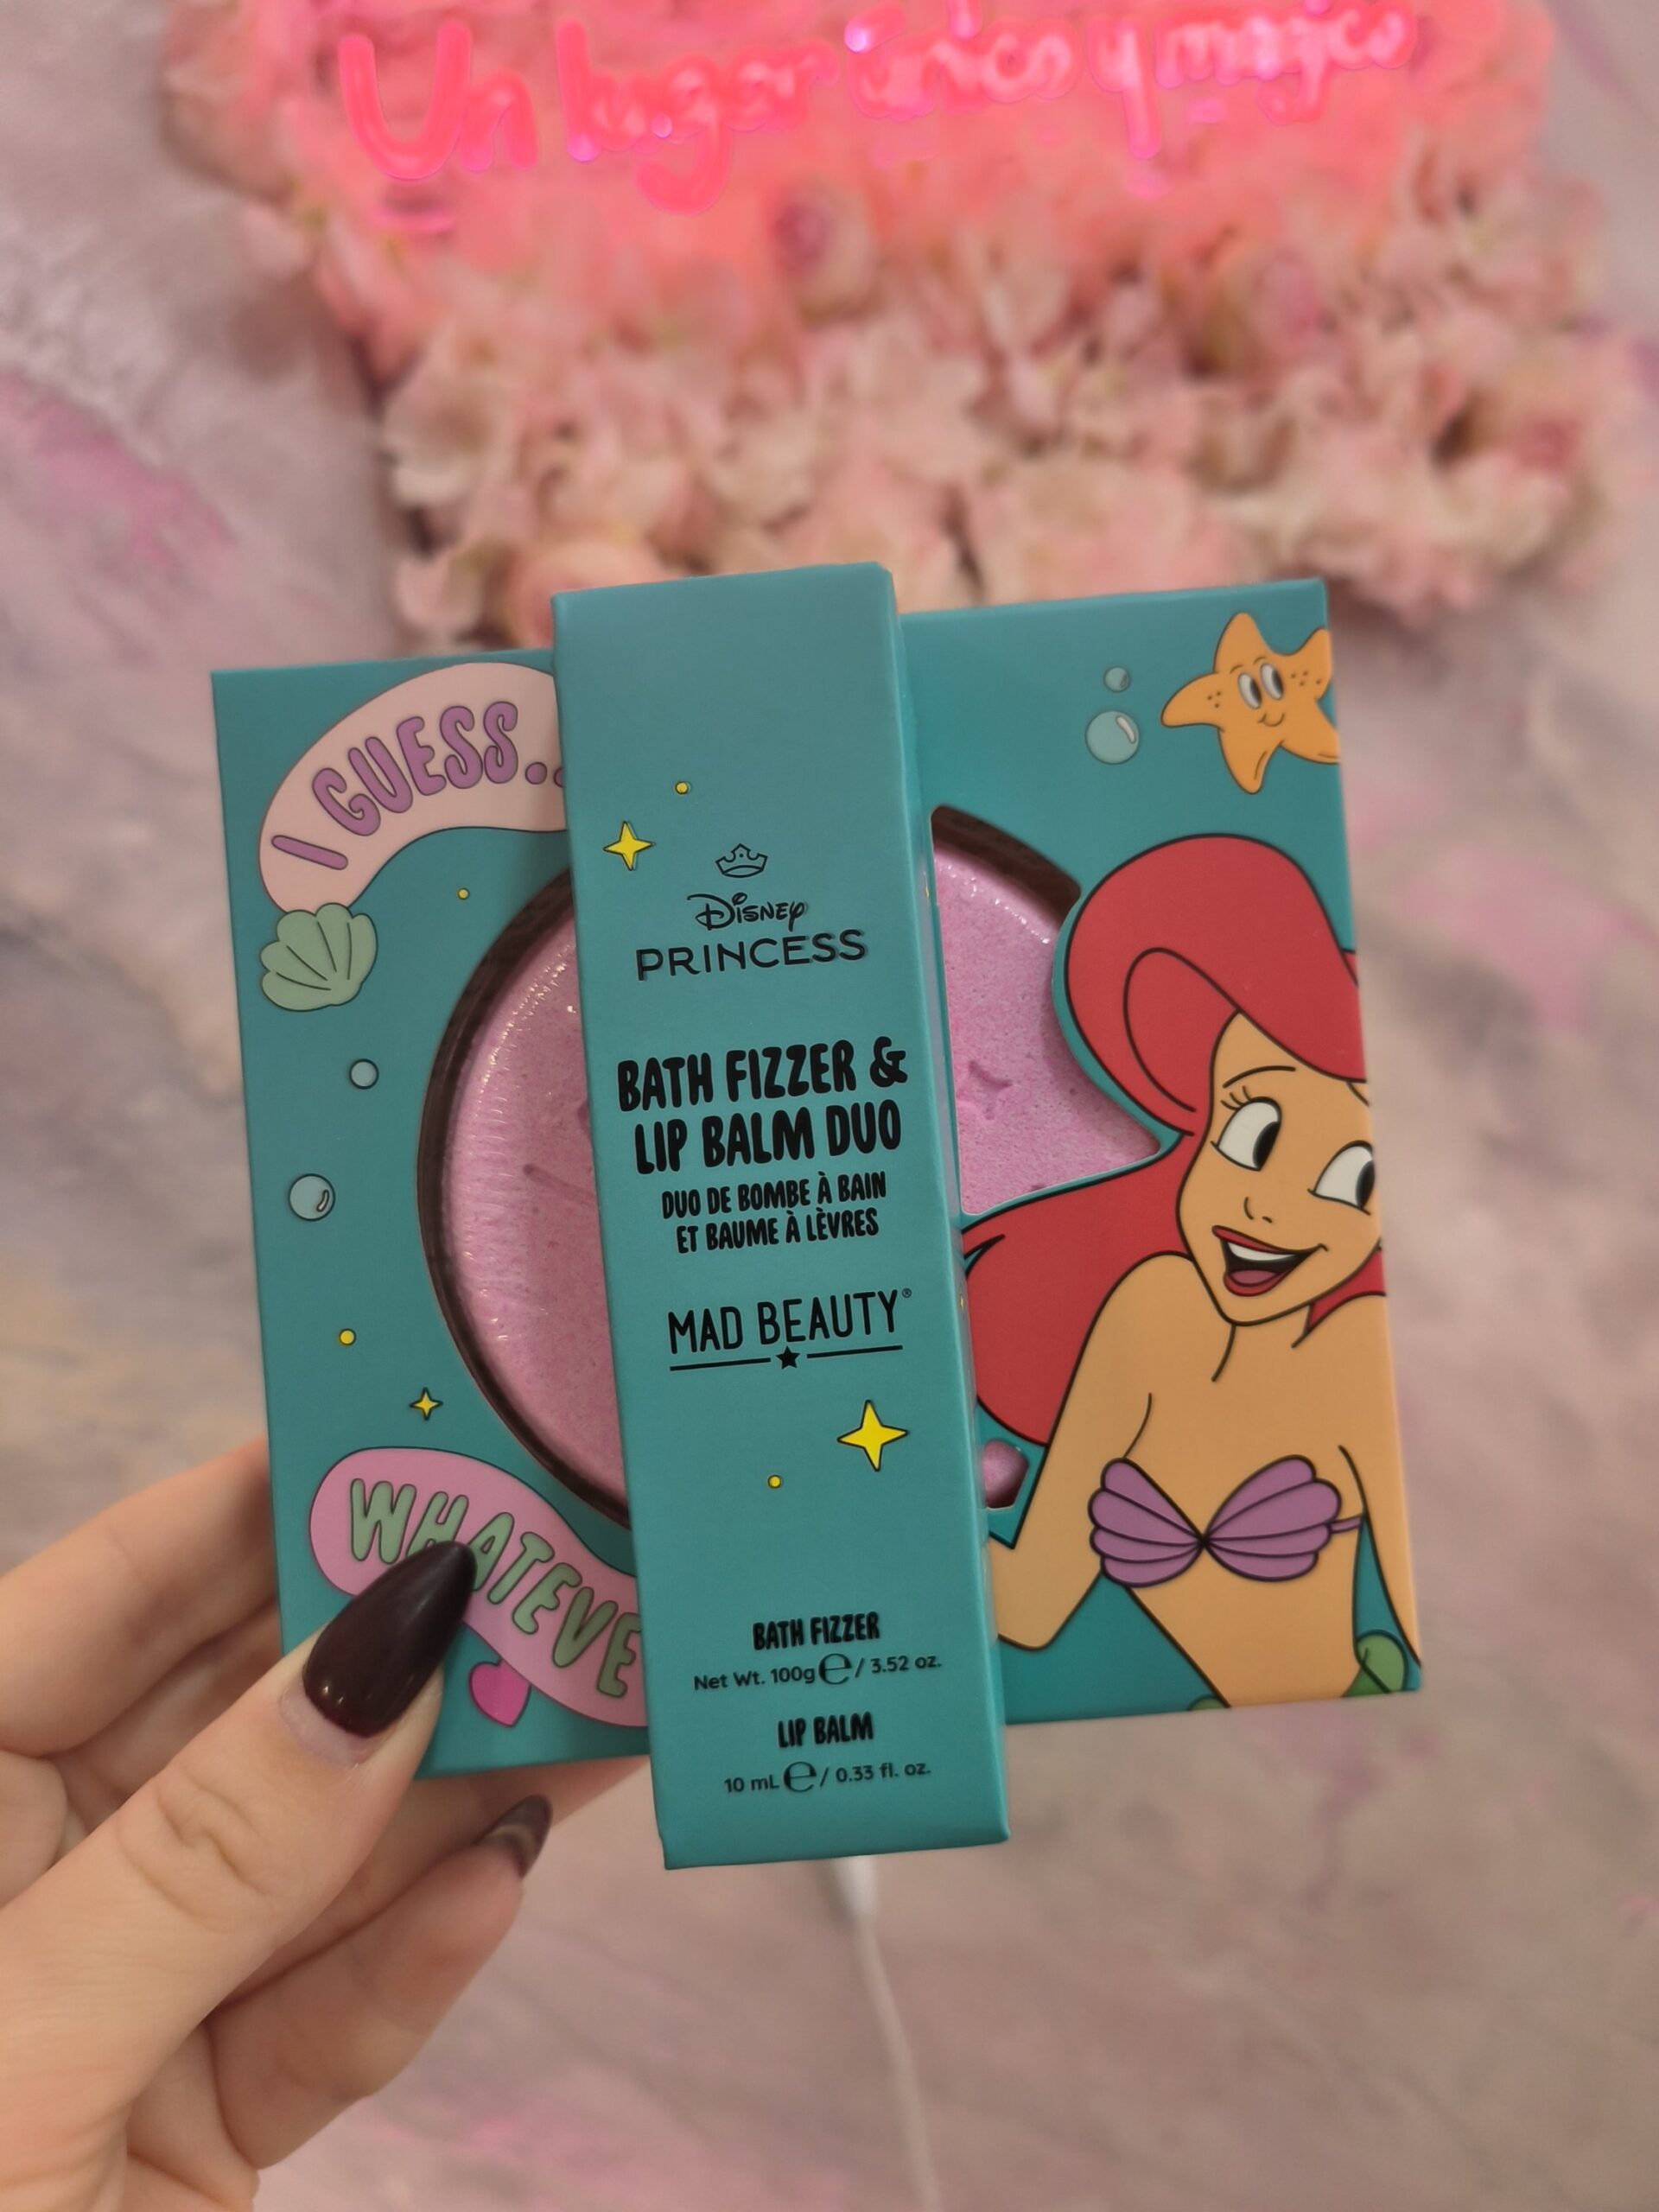 Un lugar único y mágico
I GUESS..
Disney
PRINCESS
BATH FIZZER &
LIP BALM DUO
DUO DE BOMBE À BAIN
ET BAUME À LÈVRES
MAD BEAUTY®
WHATEVE
BATH FIZZER
Net Wt. 100g ℮ / 3.52 oz.
LIP BALM
10 mL ℮ / 0.33 fl. oz.